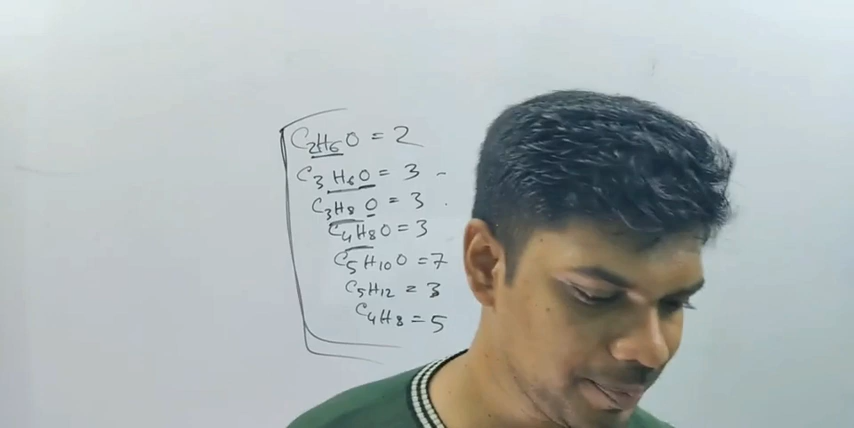 C2H6O = 2
C3H6O = 3
C3H8O = 3
C4H8O = 3
C5H10O = 7
C5H12 = 3
C4H8 = 5